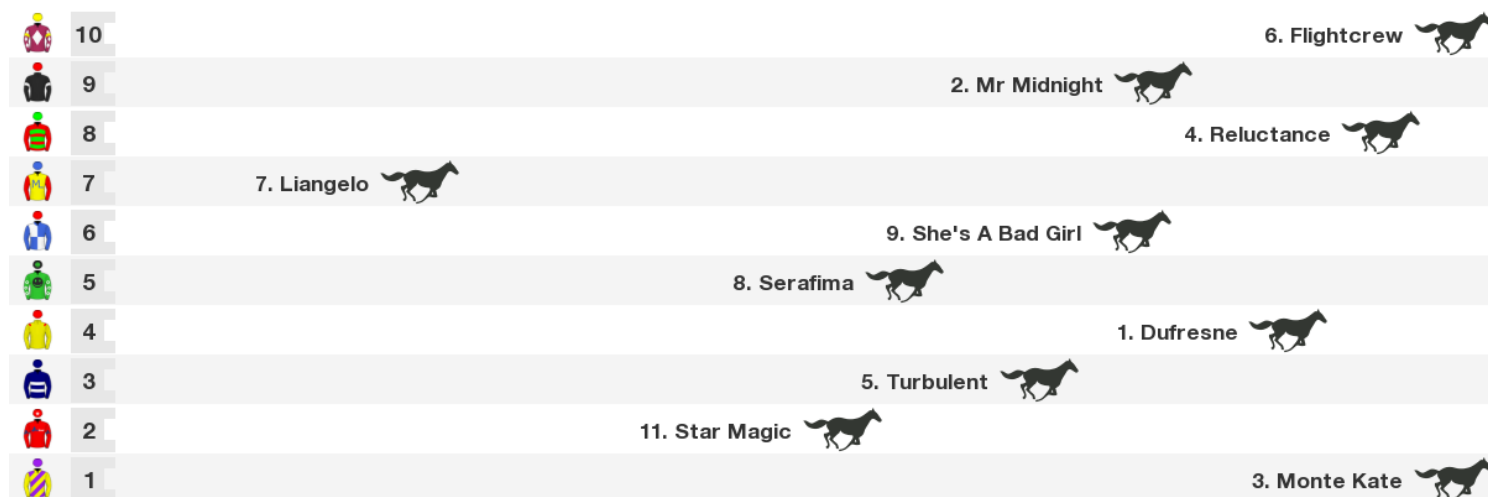 10 6. Flightcrew
9 2. Mr Midnight
8 4. Reluctance
7 7. Liangelo
6 9. She's A Bad Girl
5 8. Serafima
4 1. Dufresne
3 5. Turbulent
2 11. Star Magic
1 3. Monte Kate